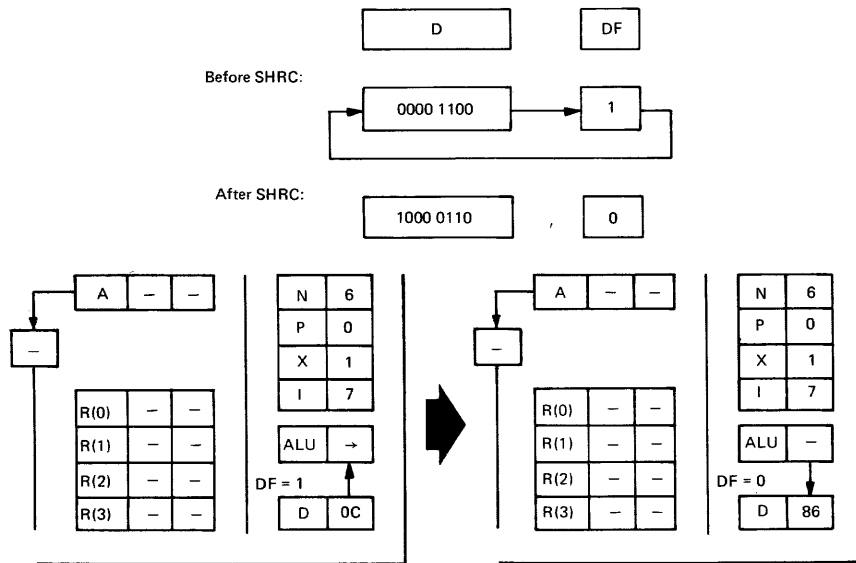 D DF
Before SHRC:
0000 1100 1
After SHRC:
1000 0110 , 0
A – –
–
N 6
P 0
X 1
I 7
R(0) – –
R(1) – –
R(2) – –
R(3) – –
ALU →
DF = 1
D 0C
A – –
–
N 6
P 0
X 1
I 7
R(0) – –
R(1) – –
R(2) – –
R(3) – –
ALU –
DF = 0
D 86